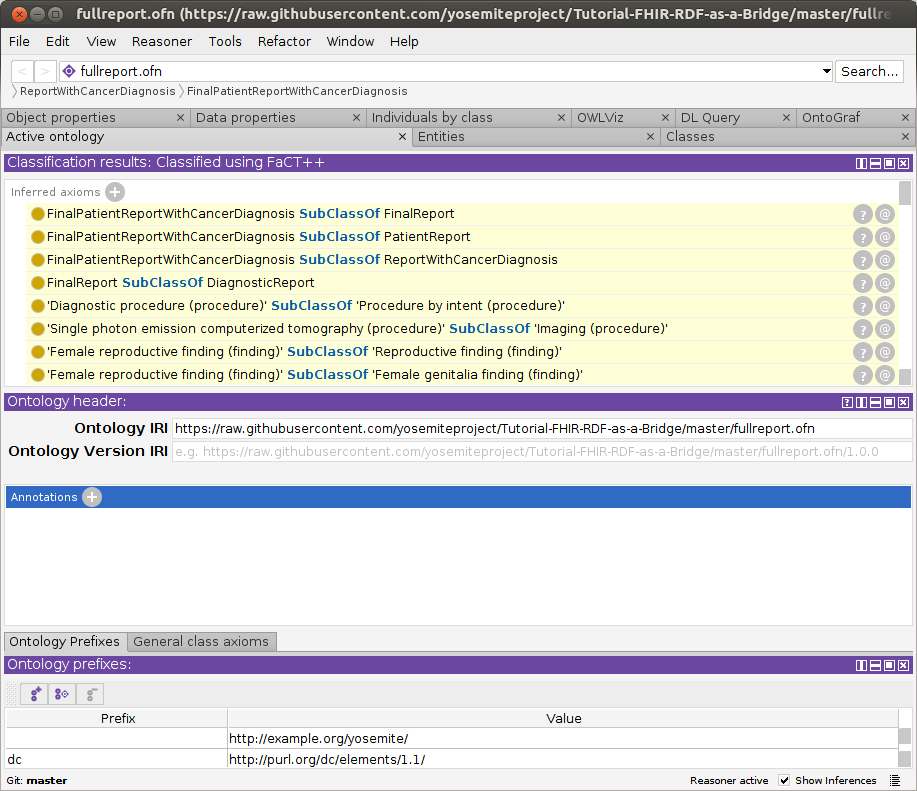 fullreport.ofn (https://raw.githubusercontent.com/yosemiteproject/Tutorial-FHIR-RDF-as-a-Bridge/master/fullre
File Edit View Reasoner Tools Refactor Window Help
< > fullreport.ofn Search...
ReportWithCancerDiagnosis FinalPatientReportWithCancerDiagnosis
Object properties × Data properties × Individuals by class × OWLViz × DL Query × OntoGraf ×
Active ontology × Entities × Classes ×
Classification results: Classified using FaCT++
Inferred axioms +
FinalPatientReportWithCancerDiagnosis SubClassOf FinalReport ? @
FinalPatientReportWithCancerDiagnosis SubClassOf PatientReport ? @
FinalPatientReportWithCancerDiagnosis SubClassOf ReportWithCancerDiagnosis ? @
FinalReport SubClassOf DiagnosticReport ? @
'Diagnostic procedure (procedure)' SubClassOf 'Procedure by intent (procedure)' ? @
'Single photon emission computerized tomography (procedure)' SubClassOf 'Imaging (procedure)' ? @
'Female reproductive finding (finding)' SubClassOf 'Reproductive finding (finding)' ? @
'Female reproductive finding (finding)' SubClassOf 'Female genitalia finding (finding)' ? @
Ontology header:
Ontology IRI https://raw.githubusercontent.com/yosemiteproject/Tutorial-FHIR-RDF-as-a-Bridge/master/fullreport.ofn
Ontology Version IRI e.g. https://raw.githubusercontent.com/yosemiteproject/Tutorial-FHIR-RDF-as-a-Bridge/master/fullreport.ofn/1.0.0
Annotations +
Ontology Prefixes General class axioms
Ontology prefixes:
Prefix Value
http://example.org/yosemite/
dc http://purl.org/dc/elements/1.1/
Git: master Reasoner active Show Inferences